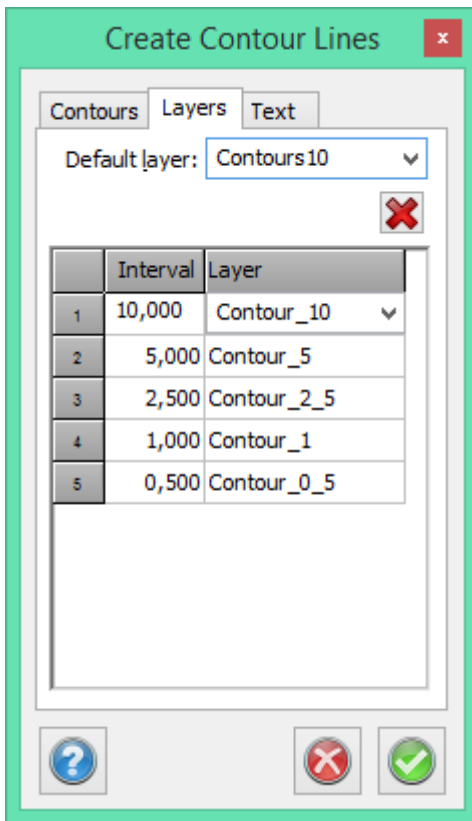 Create Contour Lines
x
Contours Layers Text
Default layer: Contours10
Interval Layer
1 10,000 Contour_10
2 5,000 Contour_5
3 2,500 Contour_2_5
4 1,000 Contour_1
5 0,500 Contour_0_5
?